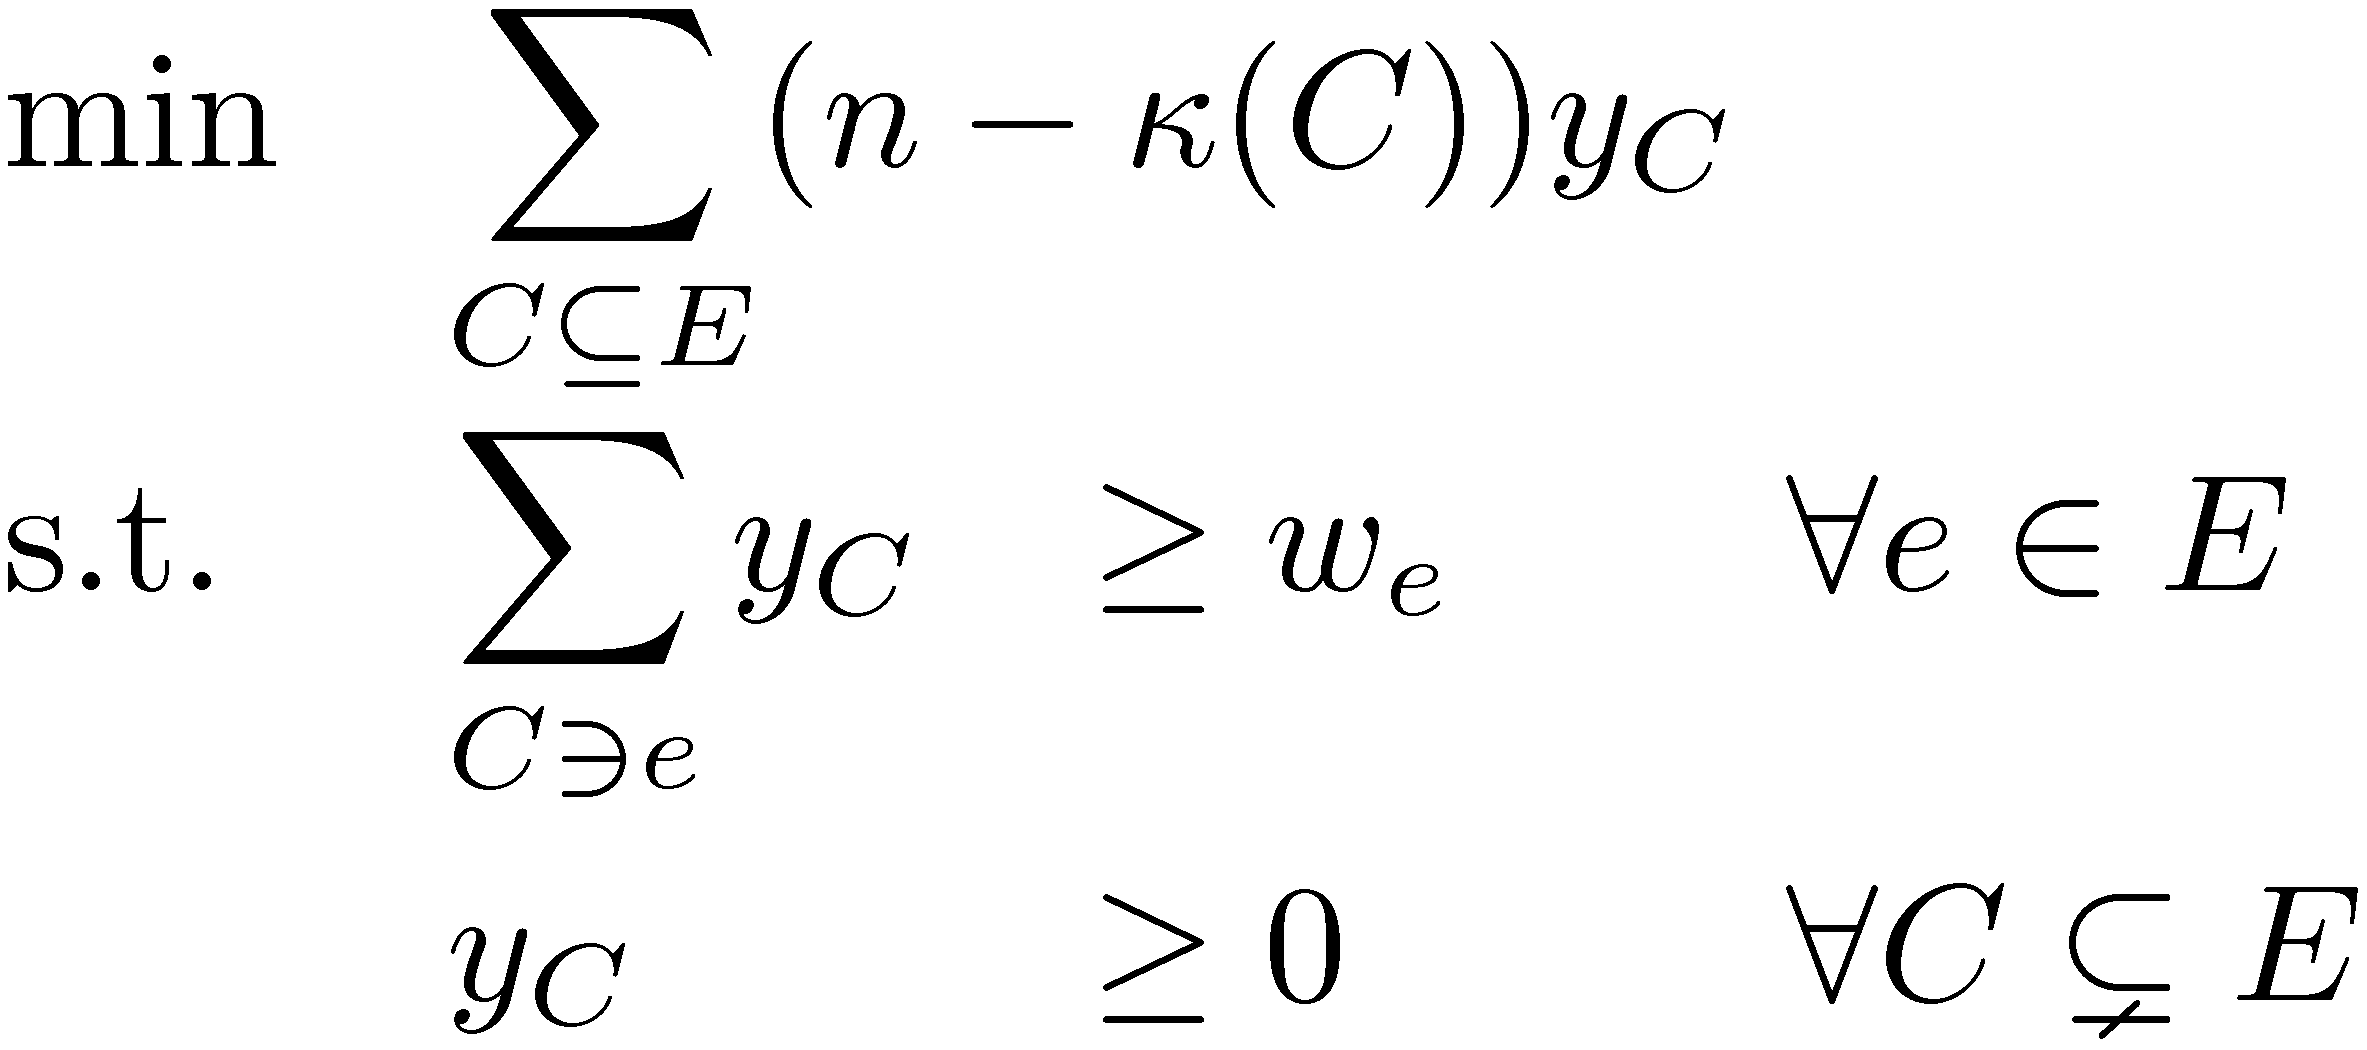 min ∑_{C⊆E} (n − κ(C))y_C
s.t. ∑_{C∋e} y_C ≥ w_e ∀e ∈ E
y_C ≥ 0 ∀C ⊊ E